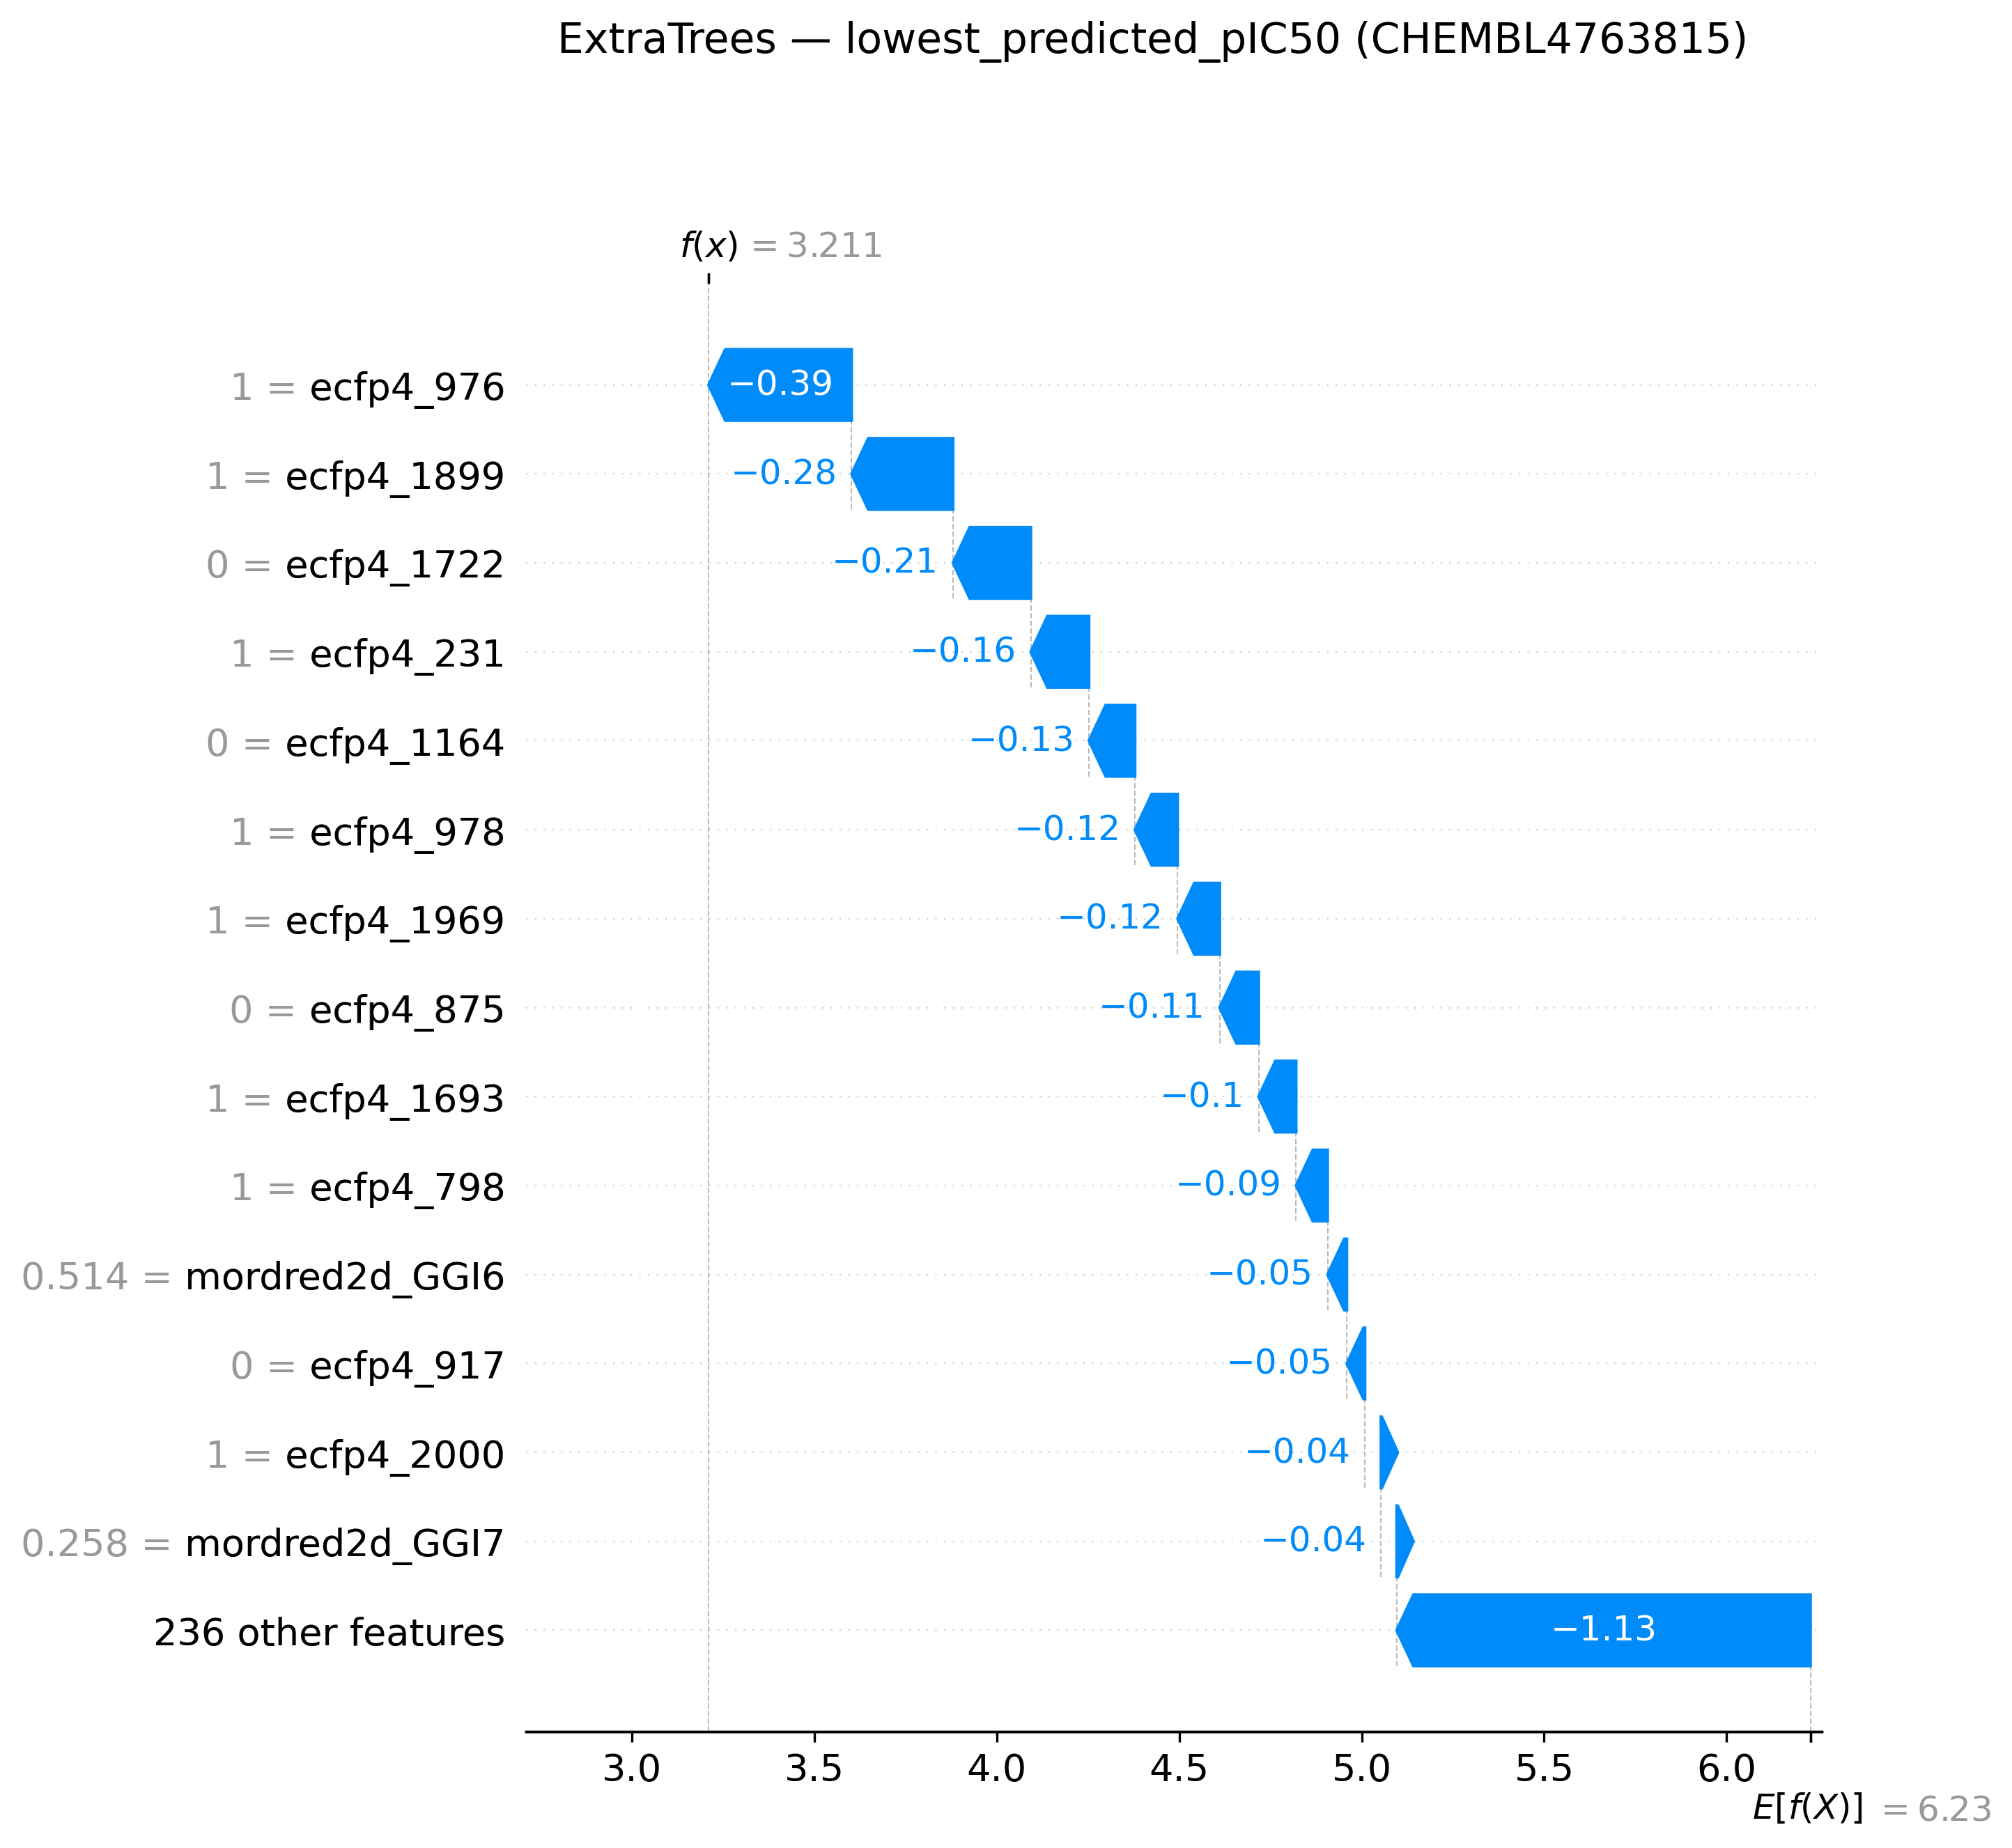 ExtraTrees — lowest_predicted_pIC50 (CHEMBL4763815)
f(x) = 3.211
1 = ecfp4_976 −0.39
1 = ecfp4_1899 −0.28
0 = ecfp4_1722 −0.21
1 = ecfp4_231 −0.16
0 = ecfp4_1164 −0.13
1 = ecfp4_978 −0.12
1 = ecfp4_1969 −0.12
0 = ecfp4_875 −0.11
1 = ecfp4_1693 −0.1
1 = ecfp4_798 −0.09
0.514 = mordred2d_GGI6 −0.05
0 = ecfp4_917 −0.05
1 = ecfp4_2000 −0.04
0.258 = mordred2d_GGI7 −0.04
236 other features −1.13
3.0 3.5 4.0 4.5 5.0 5.5 6.0
E[f(X)] = 6.23